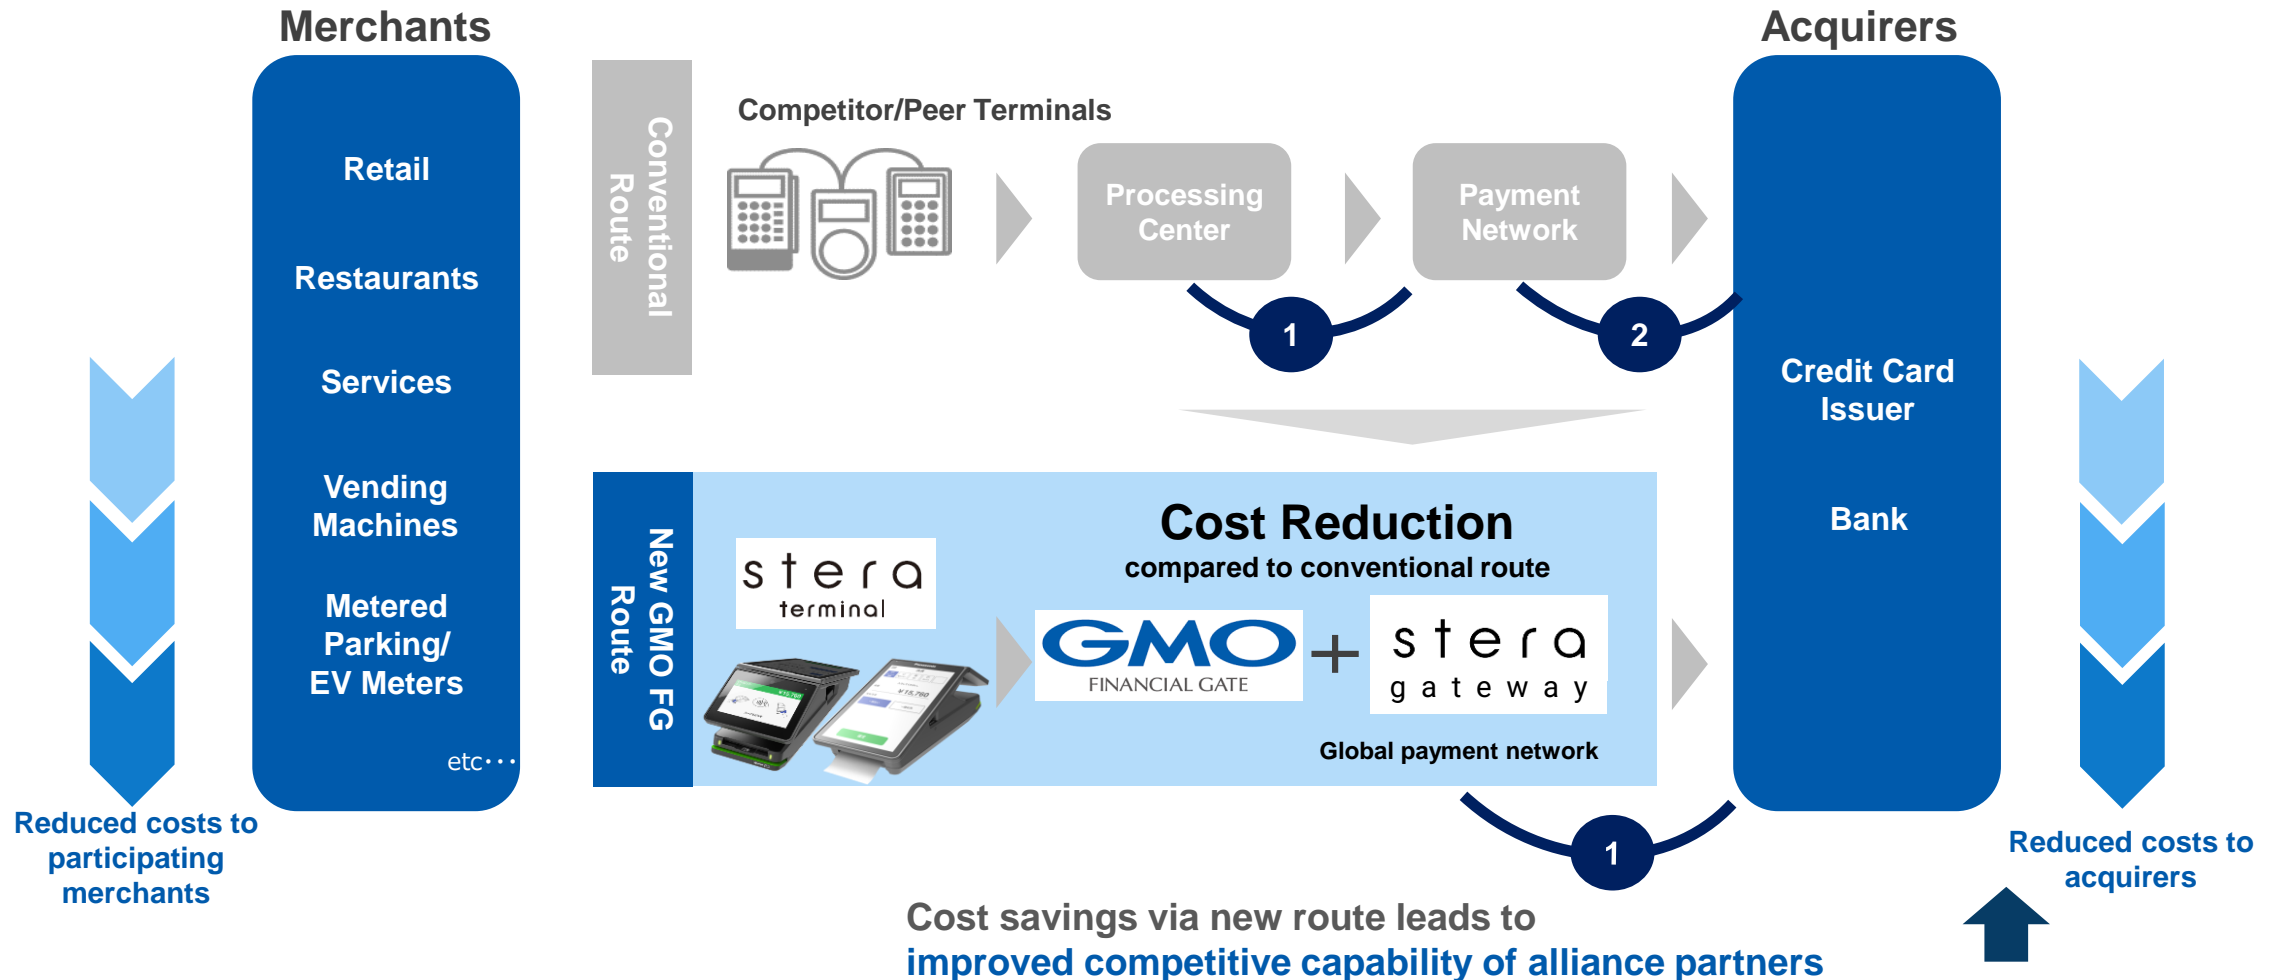 Merchants
Acquirers
Conventional
Route
Competitor/Peer Terminals
Processing
Center
Payment
Network
1
2
Retail
Restaurants
Services
Vending
Machines
Metered
Parking/
EV Meters
etc・・・
Credit Card
Issuer
Bank
New GMO FG
Route
stera
terminal
Cost Reduction
compared to conventional route
GMO
FINANCIAL GATE
+
stera
gateway
Global payment network
1
Reduced costs to
participating
merchants
Reduced costs to
acquirers
Cost savings via new route leads to
improved competitive capability of alliance partners